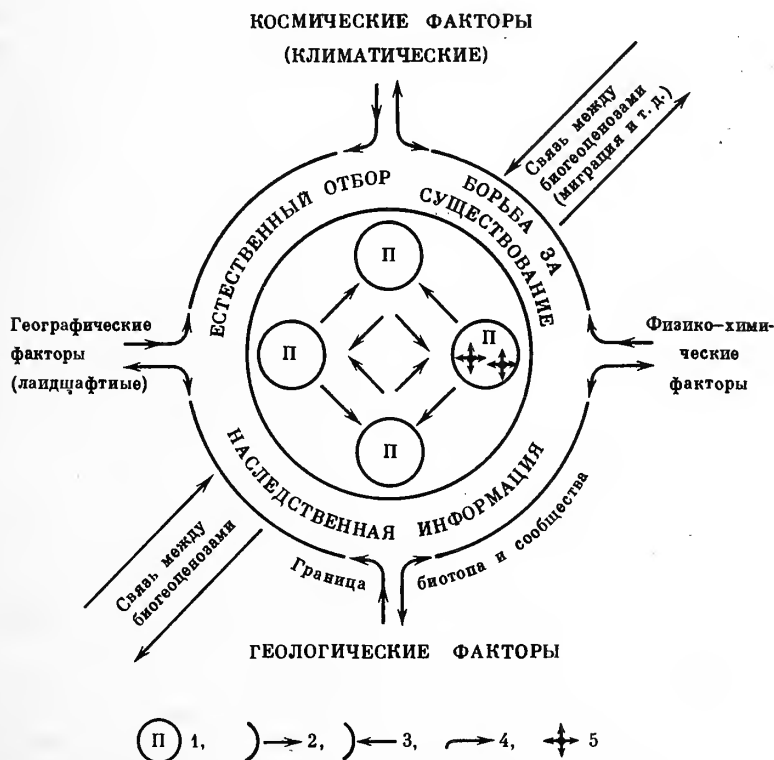 КОСМИЧЕСКИЕ ФАКТОРЫ
(КЛИМАТИЧЕСКИЕ)
Связь между
биогеоценозами
(миграция и т. д.)
ЕСТЕСТВЕННЫЙ ОТБОР
БОРЬБА ЗА
СУЩЕСТВОВАНИЕ
П
Географические
факторы
(лаидшафтные)
П
П
Физико-хими-
ческие
факторы
П
НАСЛЕДСТВЕННАЯ ИНФОРМАЦИЯ
Связь между
биогеоценозами
Граница биотопа и сообщества
ГЕОЛОГИЧЕСКИЕ ФАКТОРЫ
П 1, 2, 3, 4, 5